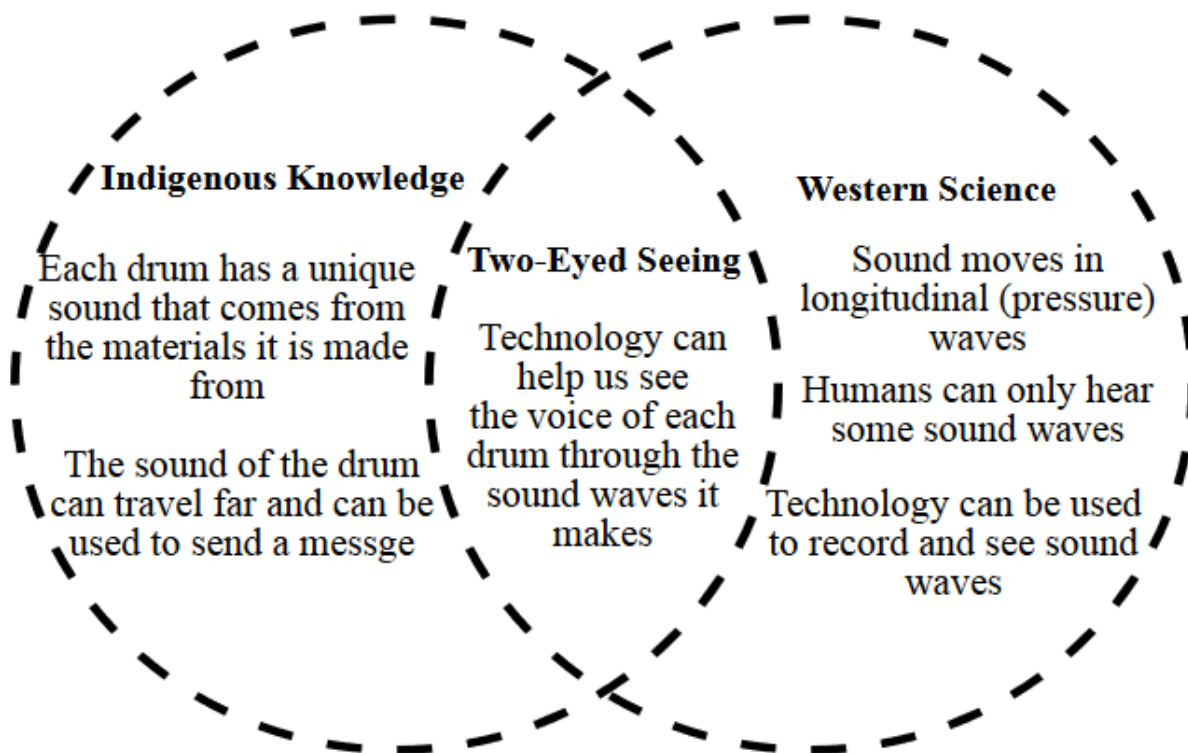 Indigenous Knowledge
Each drum has a unique
sound that comes from
the materials it is made
from
The sound of the drum
can travel far and can be
used to send a messge
Two-Eyed Seeing
Technology can
help us see
the voice of each
drum through the
sound waves it
makes
Western Science
Sound moves in
longitudinal (pressure)
waves
Humans can only hear
some sound waves
Technology can be used
to record and see sound
waves